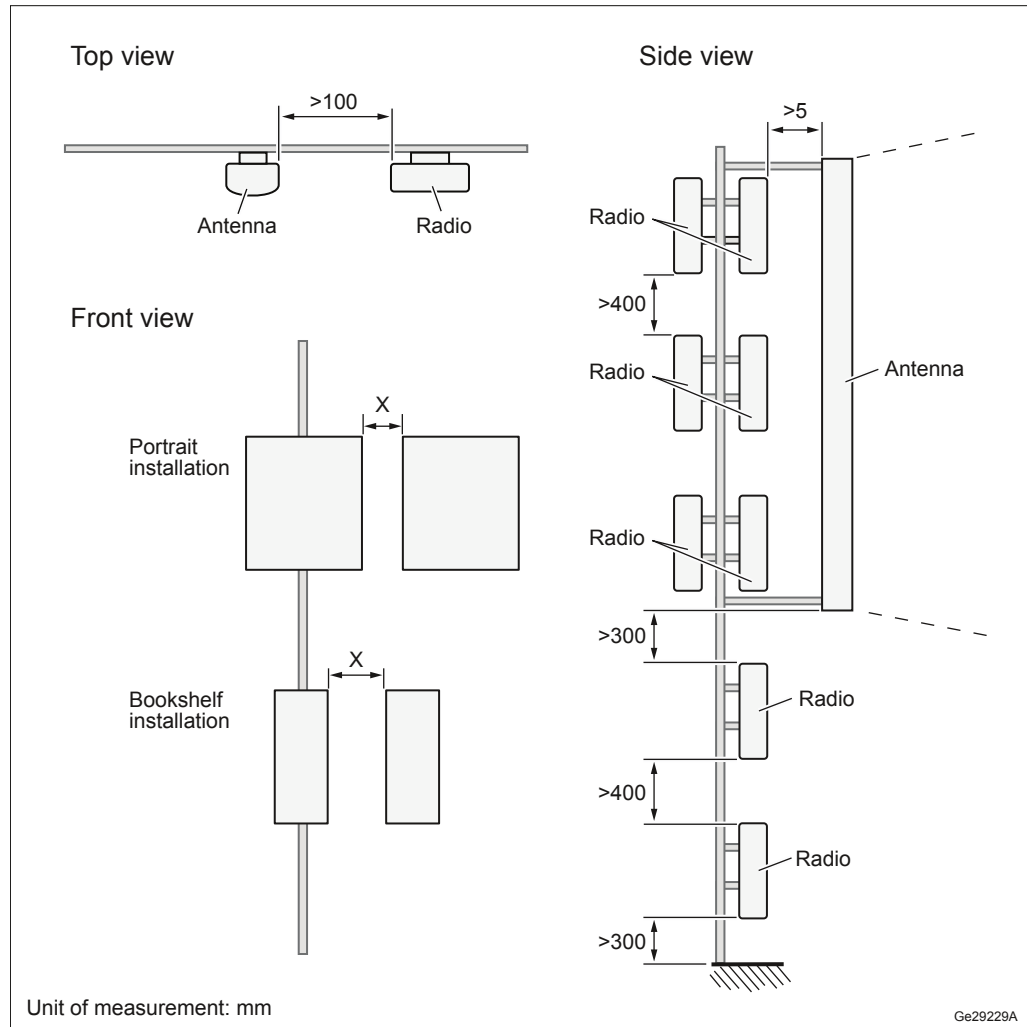 Top view
>100
Antenna
Radio
Front view
X
Portrait
installation
X
Bookshelf
installation
Side view
>5
Radio
>400
Radio
Antenna
Radio
>300
Radio
>400
Radio
>300
Unit of measurement: mm
Ge29229A